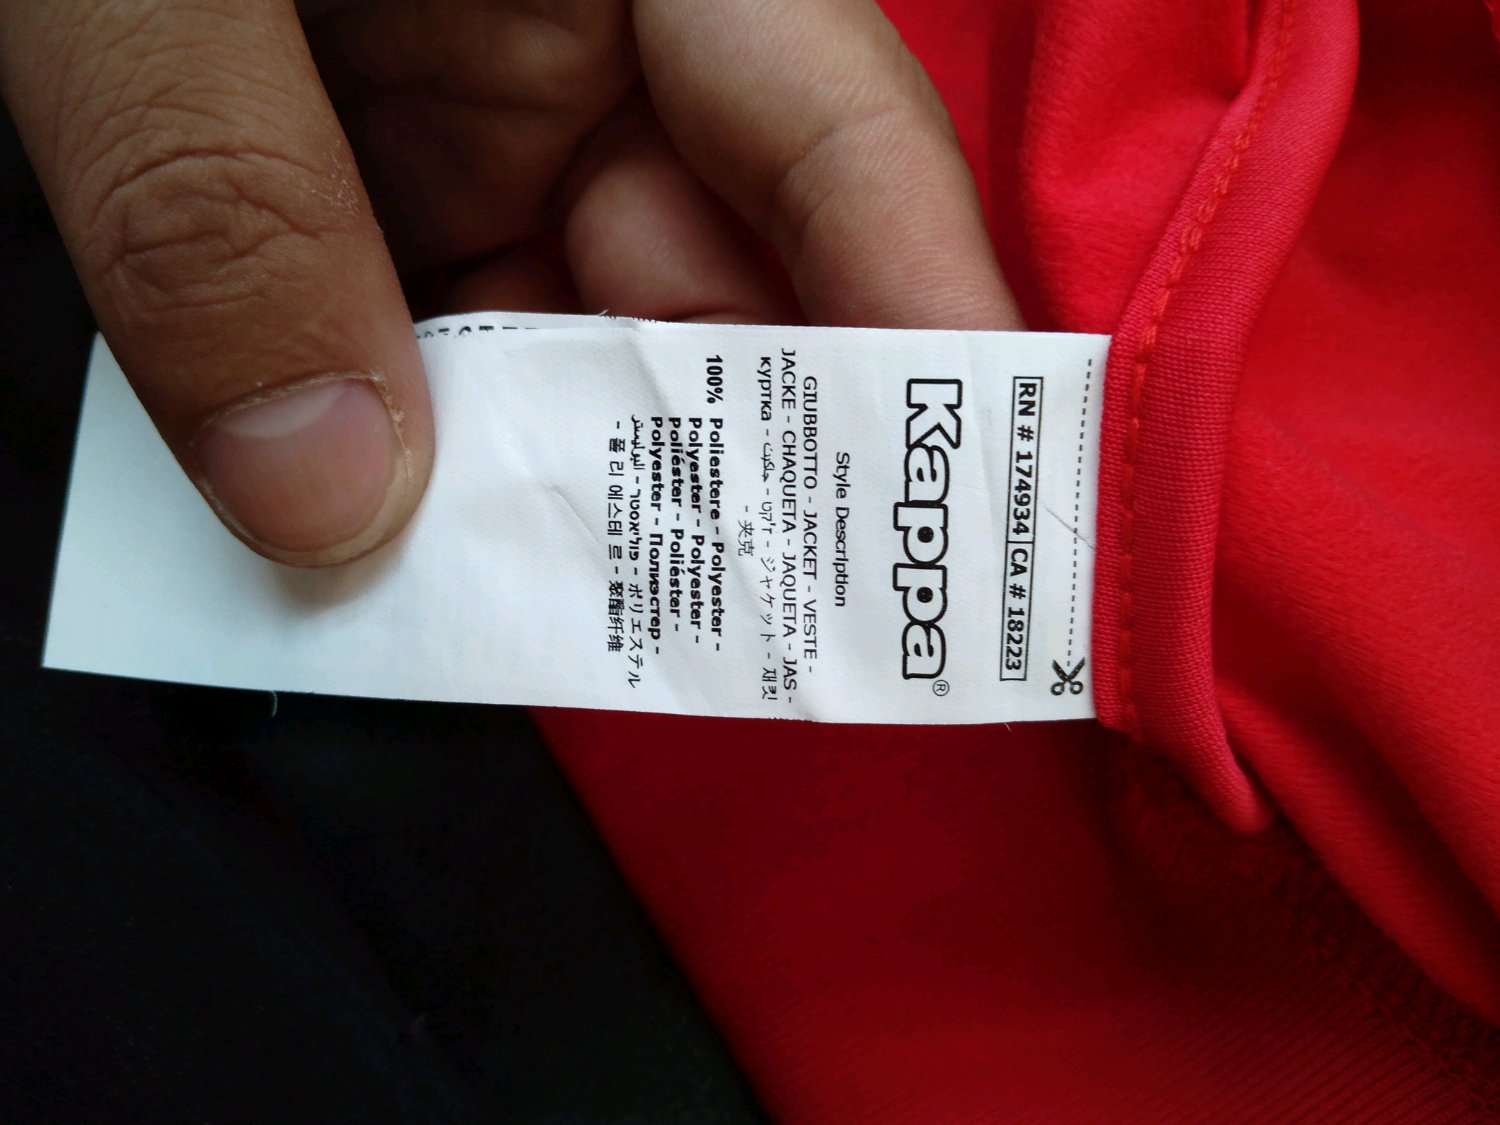 RN # 174934 CA # 18223
Kappa®
Style Description
GIUBBOTTO - JACKET - VESTE -
JACKE - CHAQUETA - JAQUETA - JAS -
куртка - جاكيت - ז'קט - ジャケット - 재킷
- 夹克
100% Poliestere - Polyester -
Polyester - Polyester -
Poliéster - Poliéster -
Polyester - Полиэстер -
البوليستر - פוליאסטר - ポリエステル
- 폴리에스테르 - 聚酯纤维